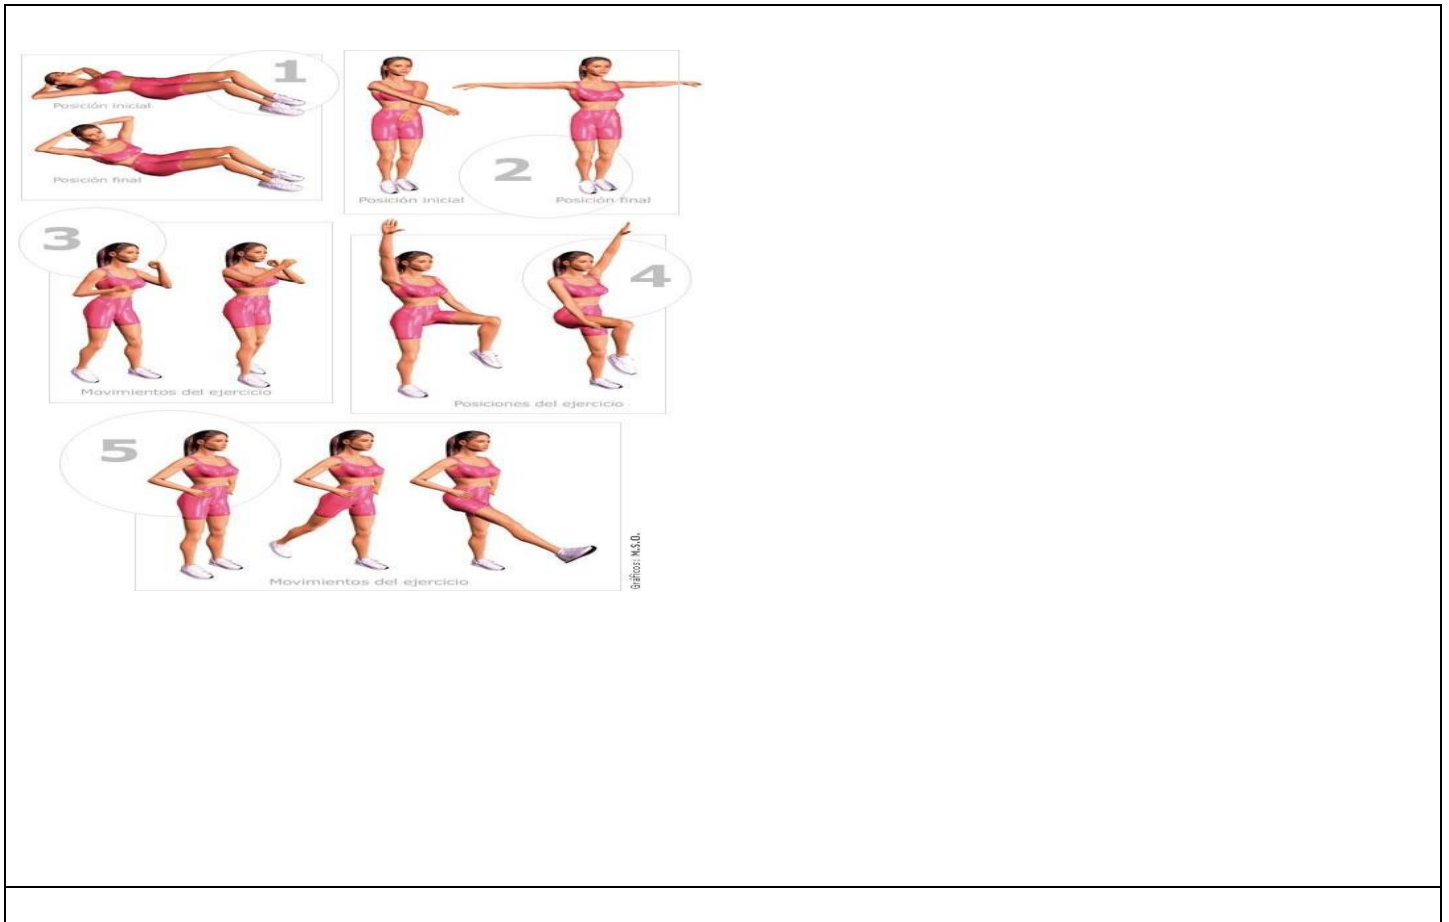 1
Posición inicial
Posición final
2
Posición inicial
Posición final
3
Movimientos del ejercicio
4
Posiciones del ejercicio
5
Movimientos del ejercicio
Gráficos: M.S.O.